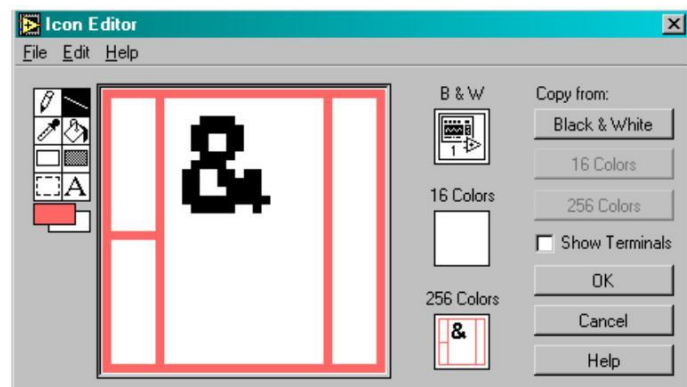 Icon Editor
File Edit Help
A
&
B & W
1
16 Colors
256 Colors
&
Copy from:
Black & White
16 Colors
256 Colors
Show Terminals
OK
Cancel
Help